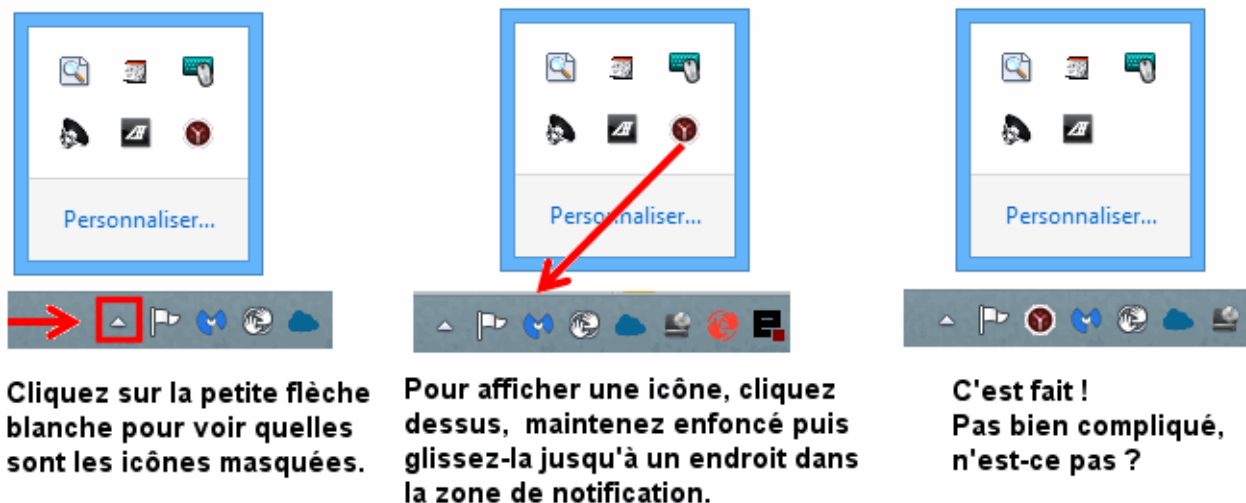 Personnaliser...
Personnaliser...
Personnaliser...
Cliquez sur la petite flèche
blanche pour voir quelles
sont les icônes masquées.
Pour afficher une icône, cliquez
dessus, maintenez enfoncé puis
glissez-la jusqu'à un endroit dans
la zone de notification.
C'est fait !
Pas bien compliqué,
n'est-ce pas ?